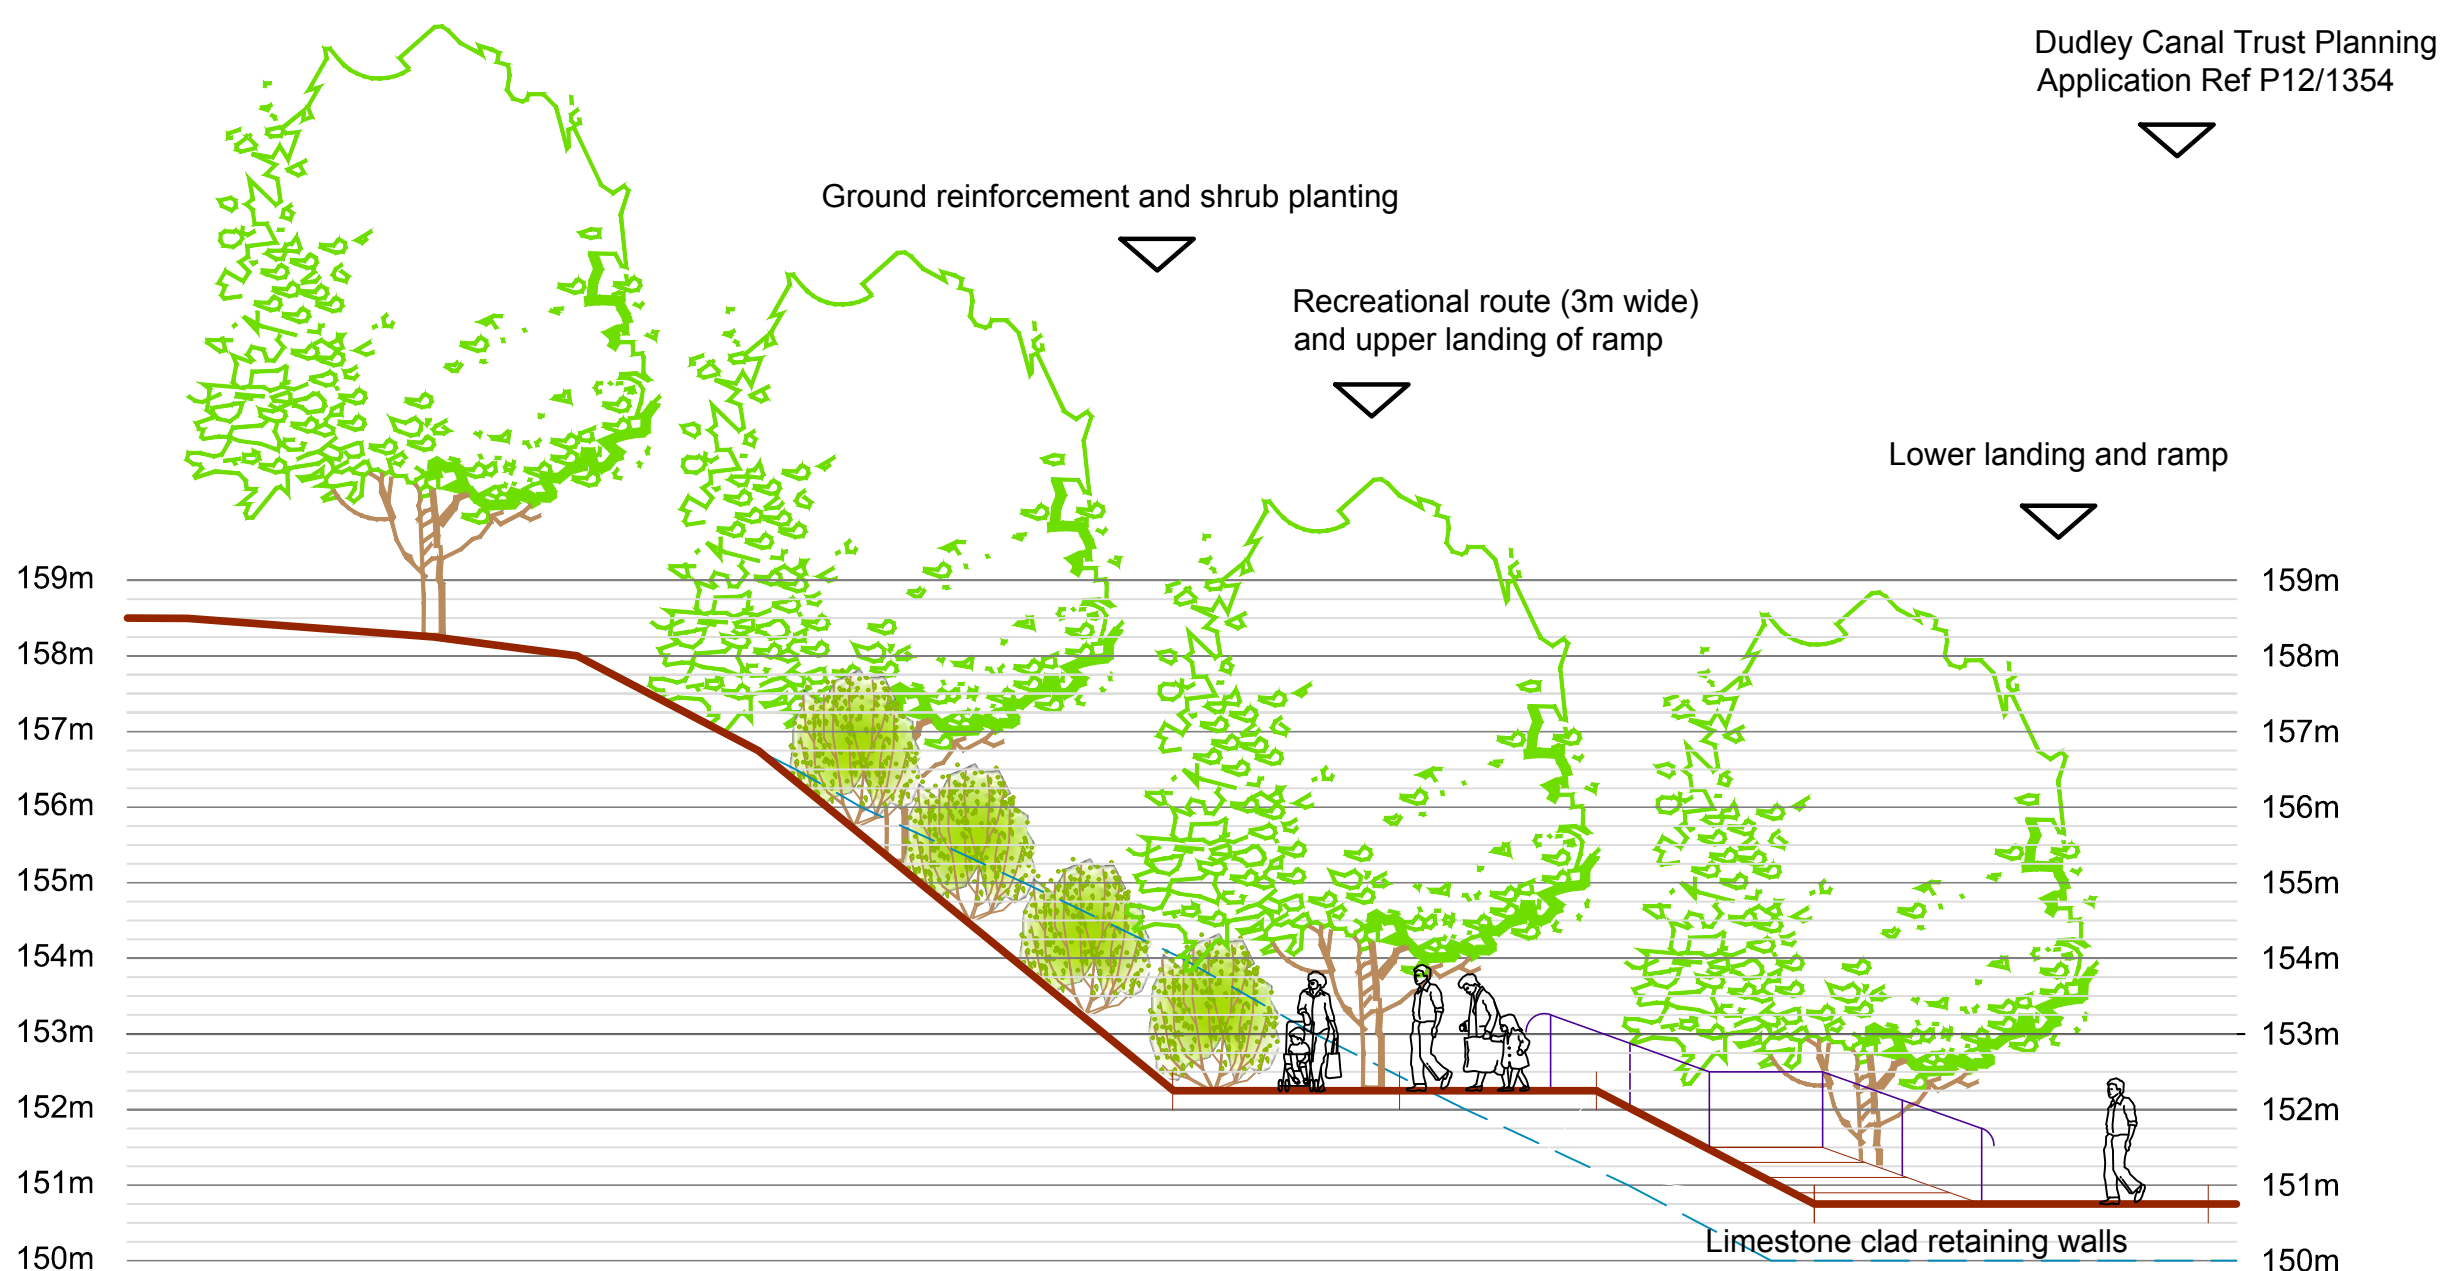 Dudley Canal Trust Planning
Application Ref P12/1354
Ground reinforcement and shrub planting
Recreational route (3m wide)
and upper landing of ramp
Lower landing and ramp
159m 159m
158m 158m
157m 157m
156m 156m
155m 155m
154m 154m
153m 153m
152m 152m
151m 151m
Limestone clad retaining walls
150m 150m